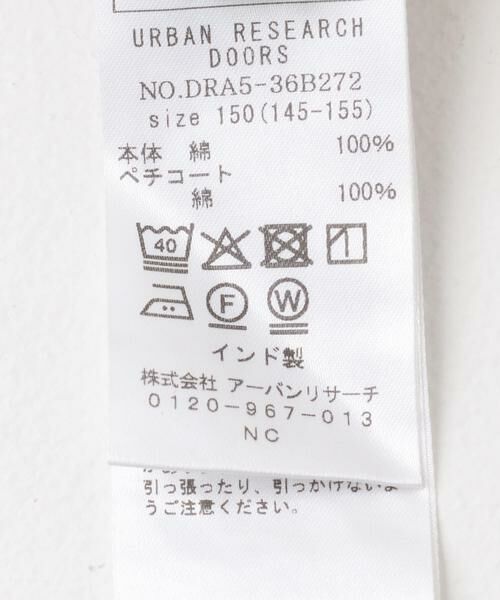 URBAN RESEARCH
DOORS
NO.DRA5-36B272
size 150(145-155)
本体 綿 100%
ペチコート
綿 100%
40
F W
インド製
株式会社 アーバンリサーチ
0120-967-013
NC
引っ張ったり、引っかけないよ
うご注意ください。